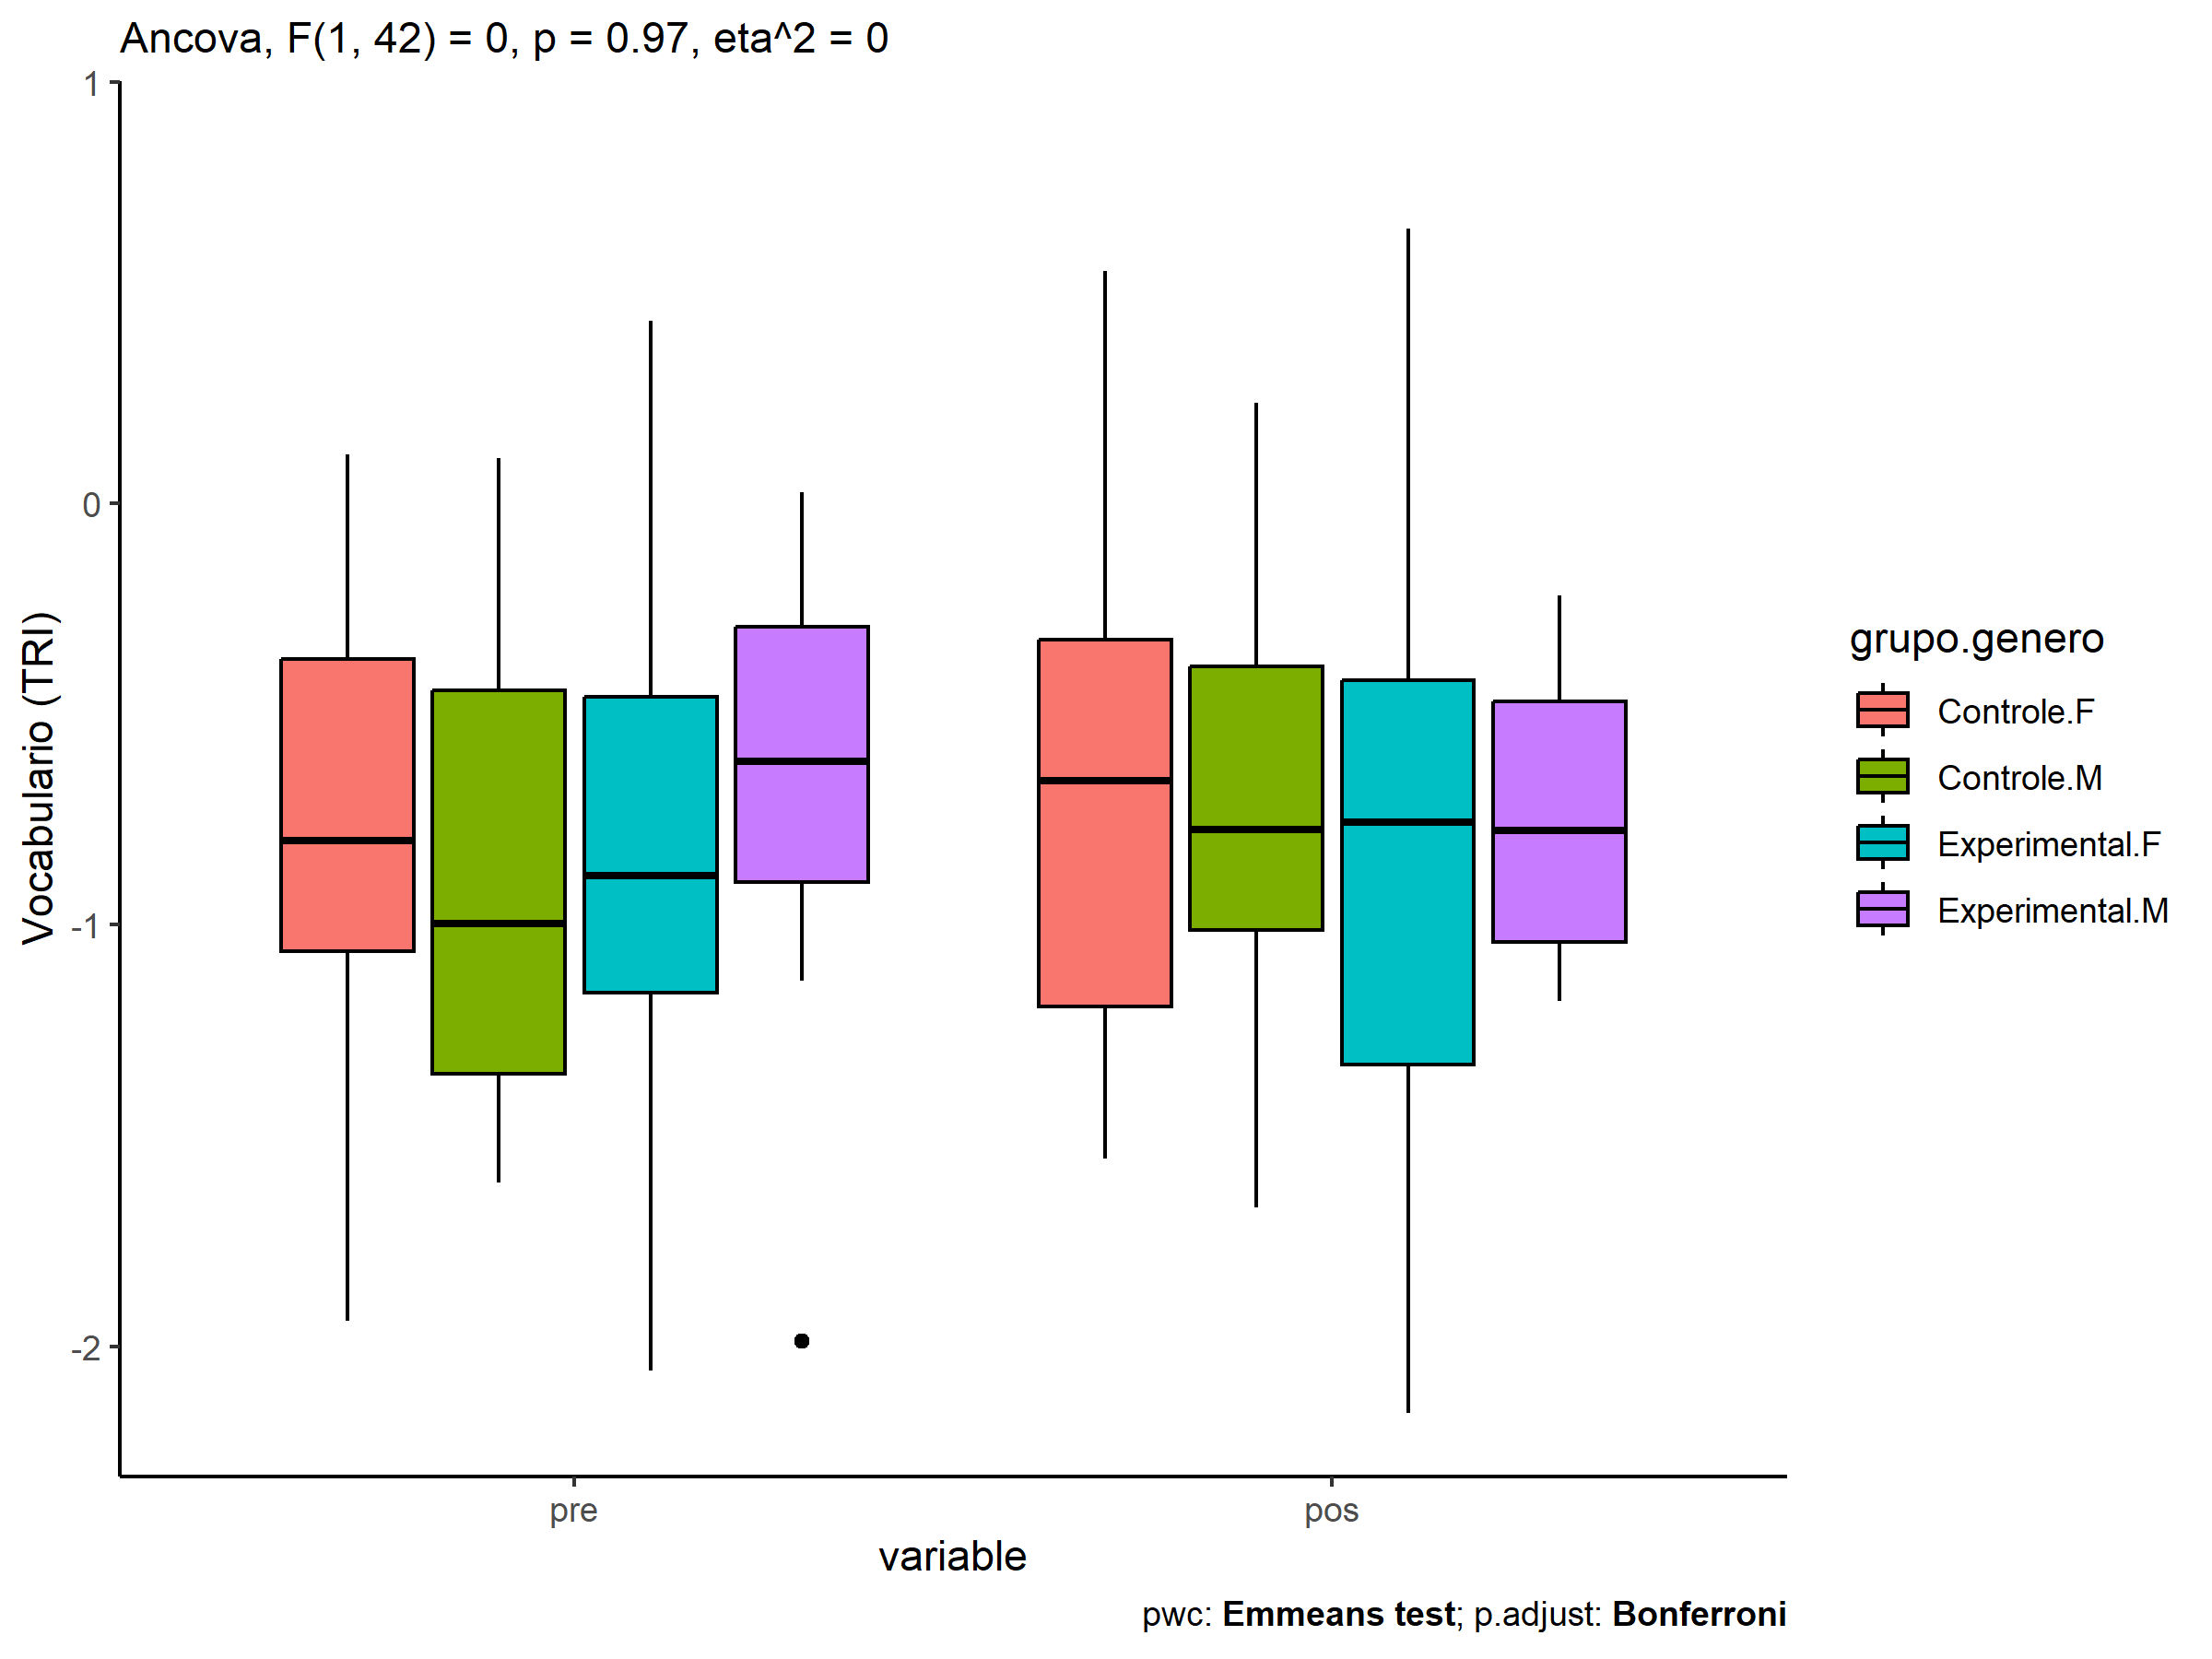 Ancova, F(1, 42) = 0, p = 0.97, eta^2 = 0
1
0
-1
-2
Vocabulario (TRI)
pre
pos
variable
grupo.genero
Controle.F
Controle.M
Experimental.F
Experimental.M
pwc: Emmeans test; p.adjust: Bonferroni